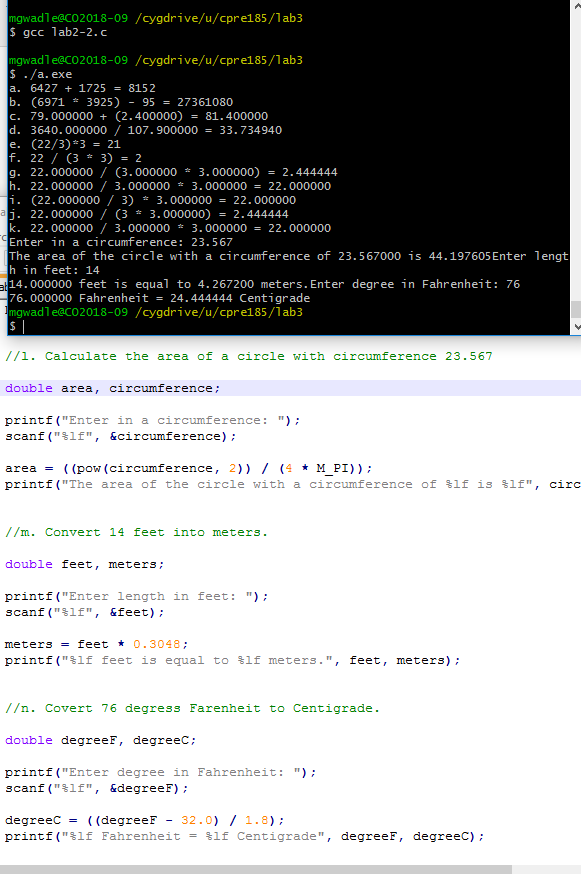 mgwadle@CO2018-09 /cygdrive/u/cpre185/lab3
$ gcc lab2-2.c
mgwadle@CO2018-09 /cygdrive/u/cpre185/lab3
$ ./a.exe
a. 6427 + 1725 = 8152
b. (6971 * 3925) - 95 = 27361080
c. 79.000000 + (2.400000) = 81.400000
d. 3640.000000 / 107.900000 = 33.734940
e. (22/3)*3 = 21
f. 22 / (3 * 3) = 2
g. 22.000000 / (3.000000 * 3.000000) = 2.444444
h. 22.000000 / 3.000000 * 3.000000 = 22.000000
i. (22.000000 / 3) * 3.000000 = 22.000000
j. 22.000000 / (3 * 3.000000) = 2.444444
k. 22.000000 / 3.000000 * 3.000000 = 22.000000
Enter in a circumference: 23.567
The area of the circle with a circumference of 23.567000 is 44.197605Enter lengt
h in feet: 14
14.000000 feet is equal to 4.267200 meters.Enter degree in Fahrenheit: 76
76.000000 Fahrenheit = 24.444444 Centigrade
mgwadle@CO2018-09 /cygdrive/u/cpre185/lab3
$
//l. Calculate the area of a circle with circumference 23.567
double area, circumference;
printf("Enter in a circumference: ");
scanf("%lf", &circumference);
area = ((pow(circumference, 2)) / (4 * M_PI));
printf("The area of the circle with a circumference of %lf is %lf", circ
//m. Convert 14 feet into meters.
double feet, meters;
printf("Enter length in feet: ");
scanf("%lf", &feet);
meters = feet * 0.3048;
printf("%lf feet is equal to %lf meters.", feet, meters);
//n. Covert 76 degress Farenheit to Centigrade.
double degreeF, degreeC;
printf("Enter degree in Fahrenheit: ");
scanf("%lf", &degreeF);
degreeC = ((degreeF - 32.0) / 1.8);
printf("%lf Fahrenheit = %lf Centigrade", degreeF, degreeC);